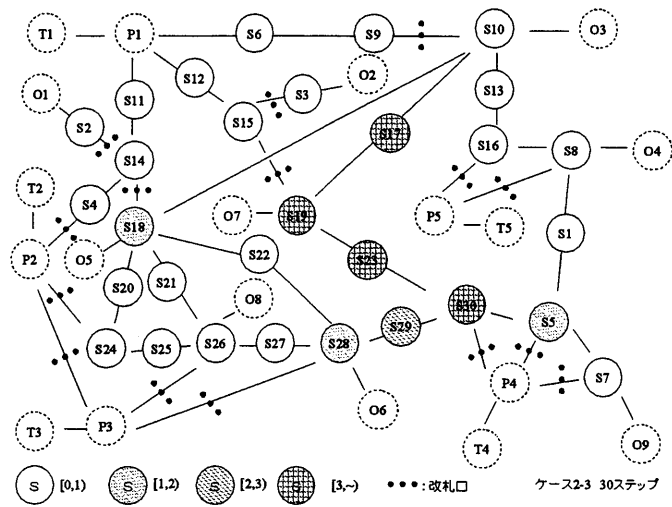 T1
P1
S6
S9
S10
O3
S12
O2
O1
S11
S3
S13
S2
S15
S17
S14
S16
S8
O4
T2
S4
P5
T5
S18
O7
S19
S1
P2
O5
S22
S23
S20
S21
O8
S30
S29
S5
S24
S25
S26
S27
S28
P4
S7
T3
P3
O6
T4
O9
S [0,1) S [1,2) S [2,3) S [3,~) : 改札口 ケース2-3 30ステップ